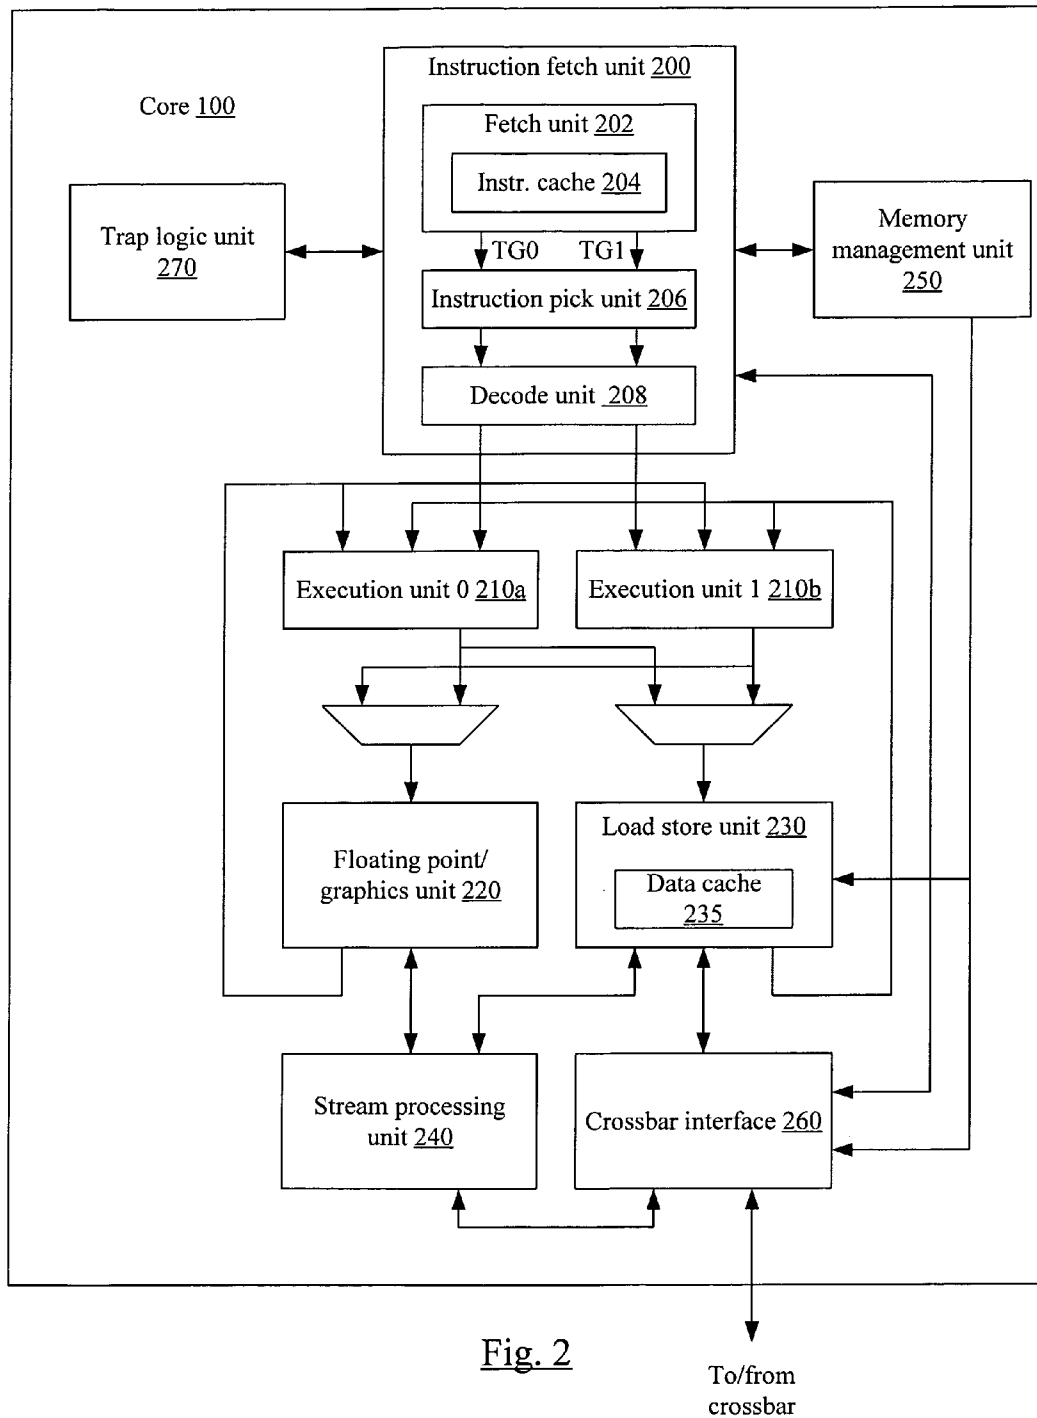 Instruction fetch unit 200
Core 100
Fetch unit 202
Instr. cache 204
Trap logic unit
270
Memory
management unit
250
TG0
TG1
Instruction pick unit 206
Decode unit 208
Execution unit 0 210a
Execution unit 1 210b
Floating point/
graphics unit 220
Load store unit 230
Data cache
235
Stream processing
unit 240
Crossbar interface 260
Fig. 2
To/from
crossbar